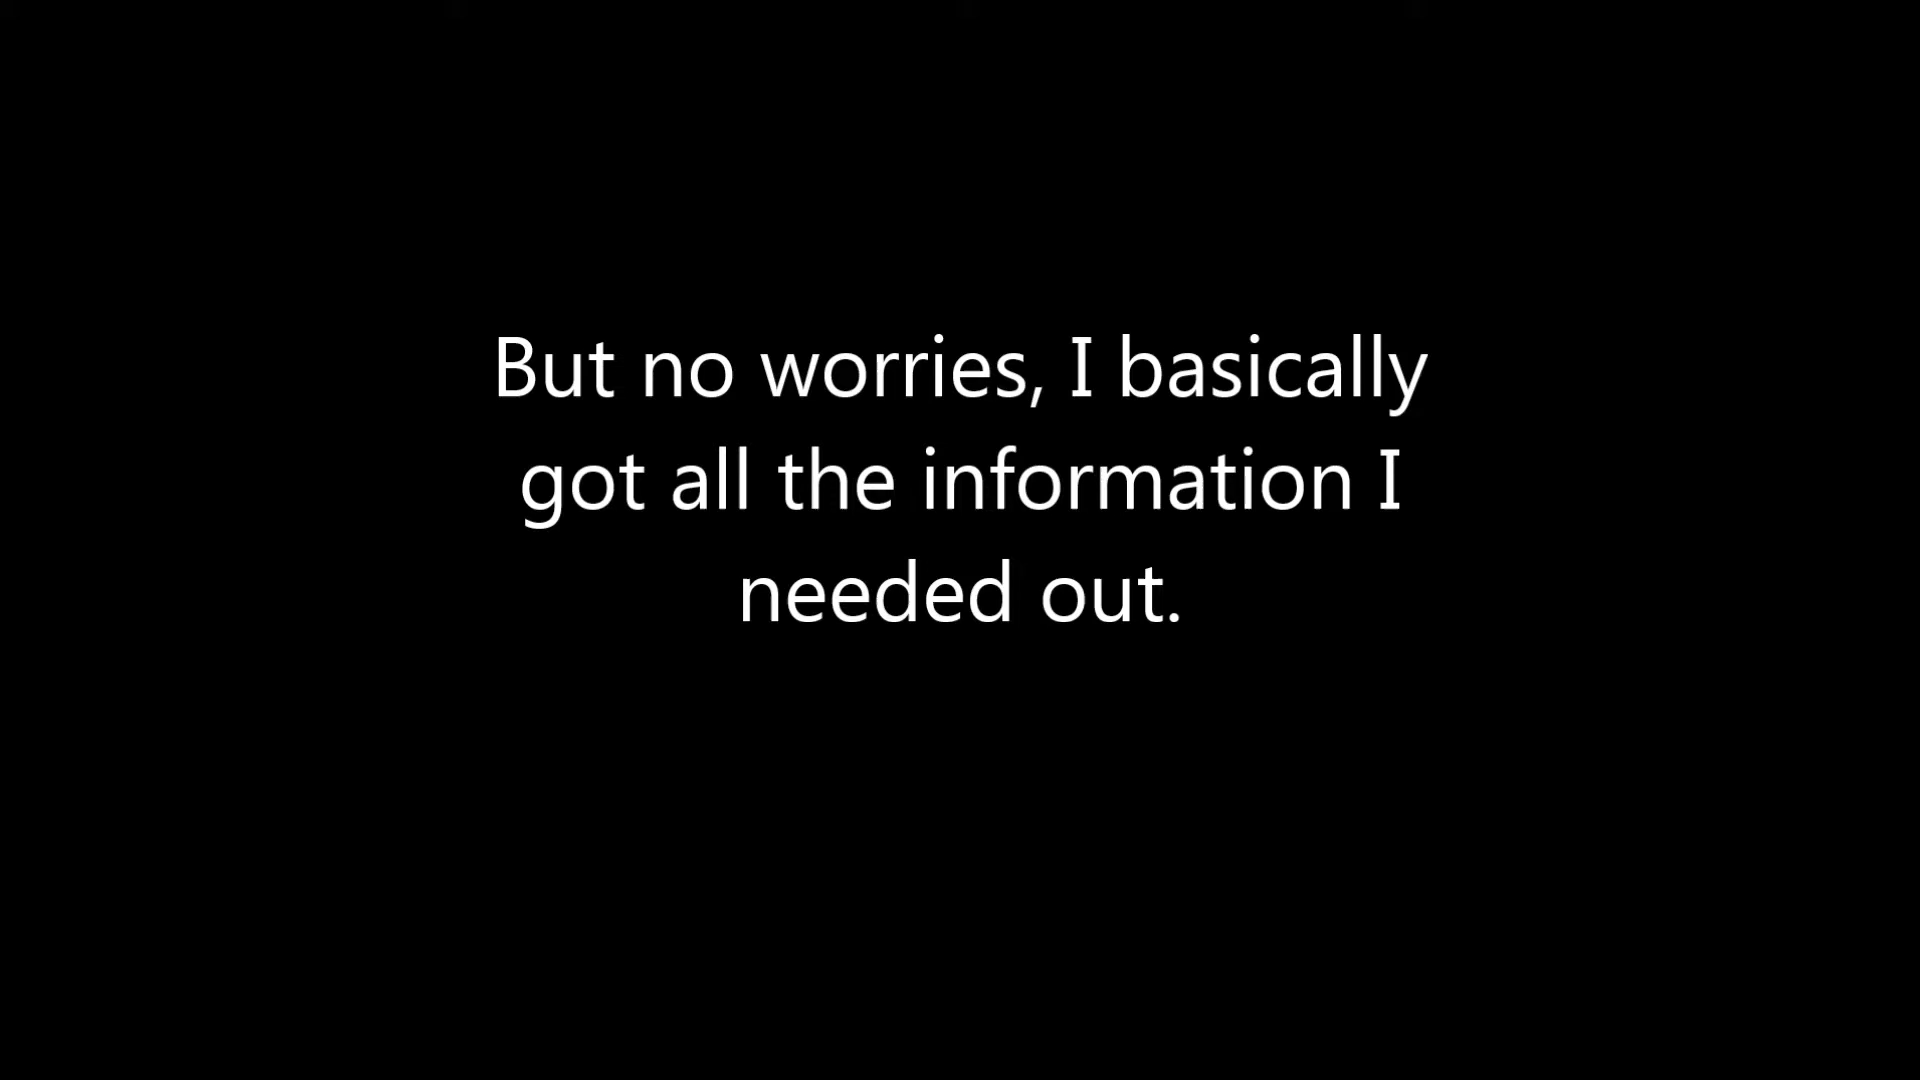 But no worries, I basically
got all the information I
needed out.